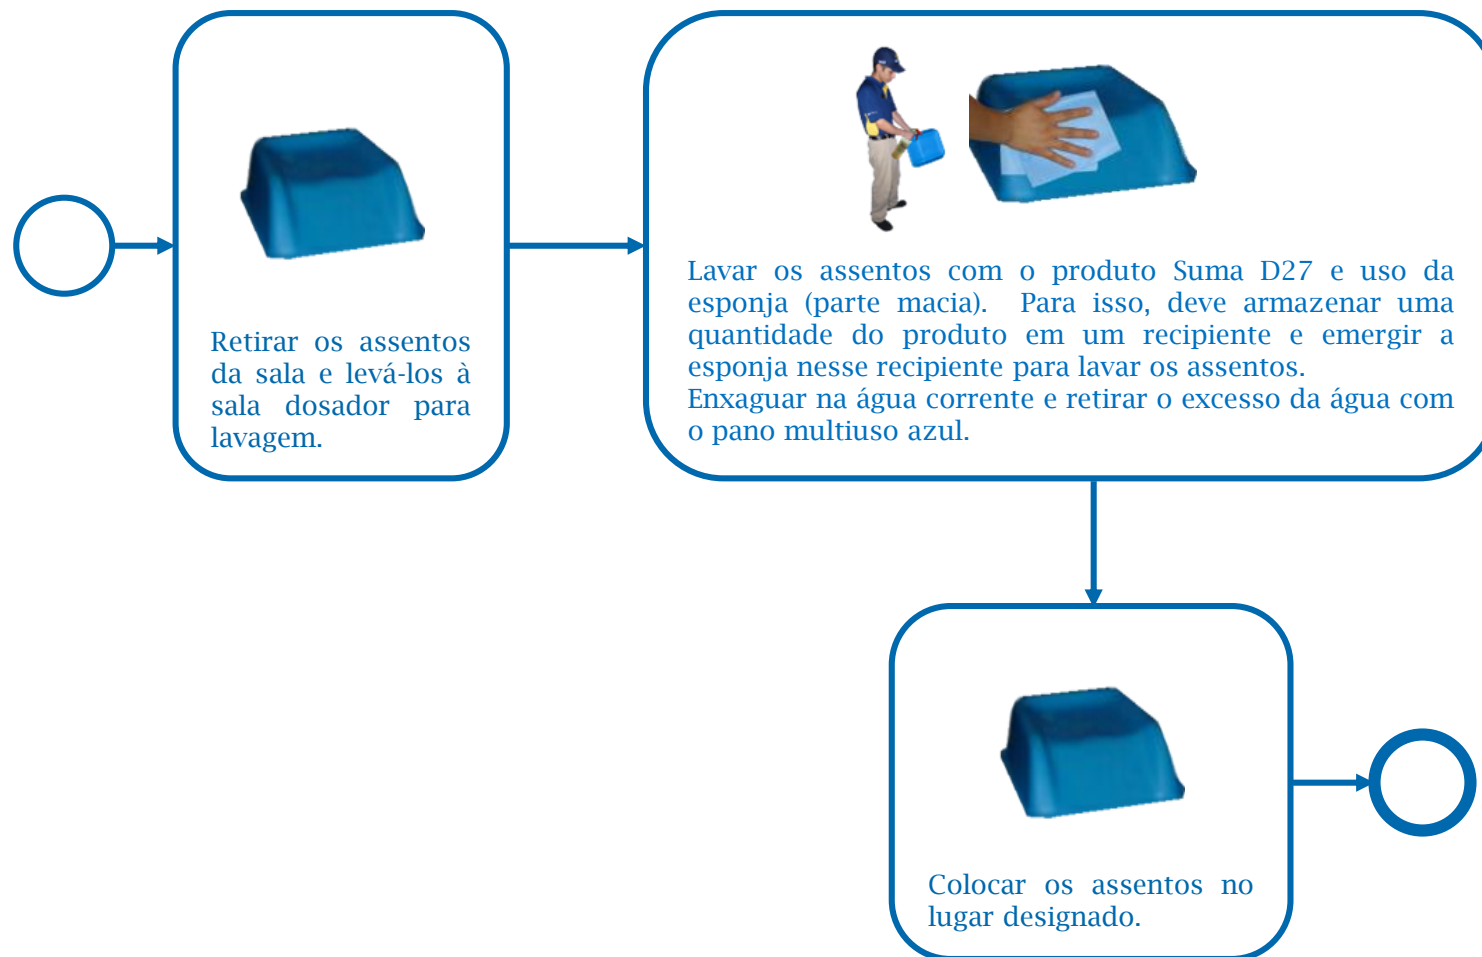 Retirar os assentos
da sala e levá-los à
sala dosador para
lavagem.
Lavar os assentos com o produto Suma D27 e uso da
esponja (parte macia). Para isso, deve armazenar uma
quantidade do produto em um recipiente e emergir a
esponja nesse recipiente para lavar os assentos.
Enxaguar na água corrente e retirar o excesso da água com
o pano multiuso azul.
Colocar os assentos no
lugar designado.